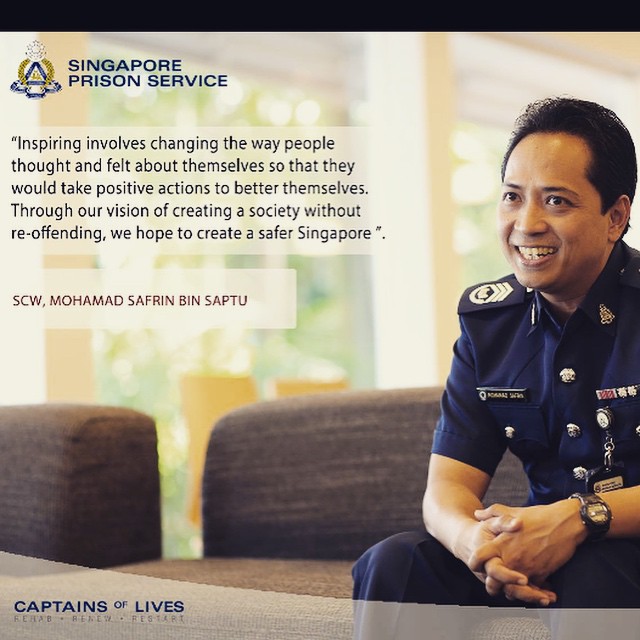 SINGAPORE
PRISON SERVICE
“Inspiring involves changing the way people
thought and felt about themselves so that they
would take positive actions to better themselves.
Through our vision of creating a society without
re-offending, we hope to create a safer Singapore ”.
SCW, MOHAMAD SAFRIN BIN SAPTU
CAPTAINS OF LIVES
REHAB • RENEW • RESTART